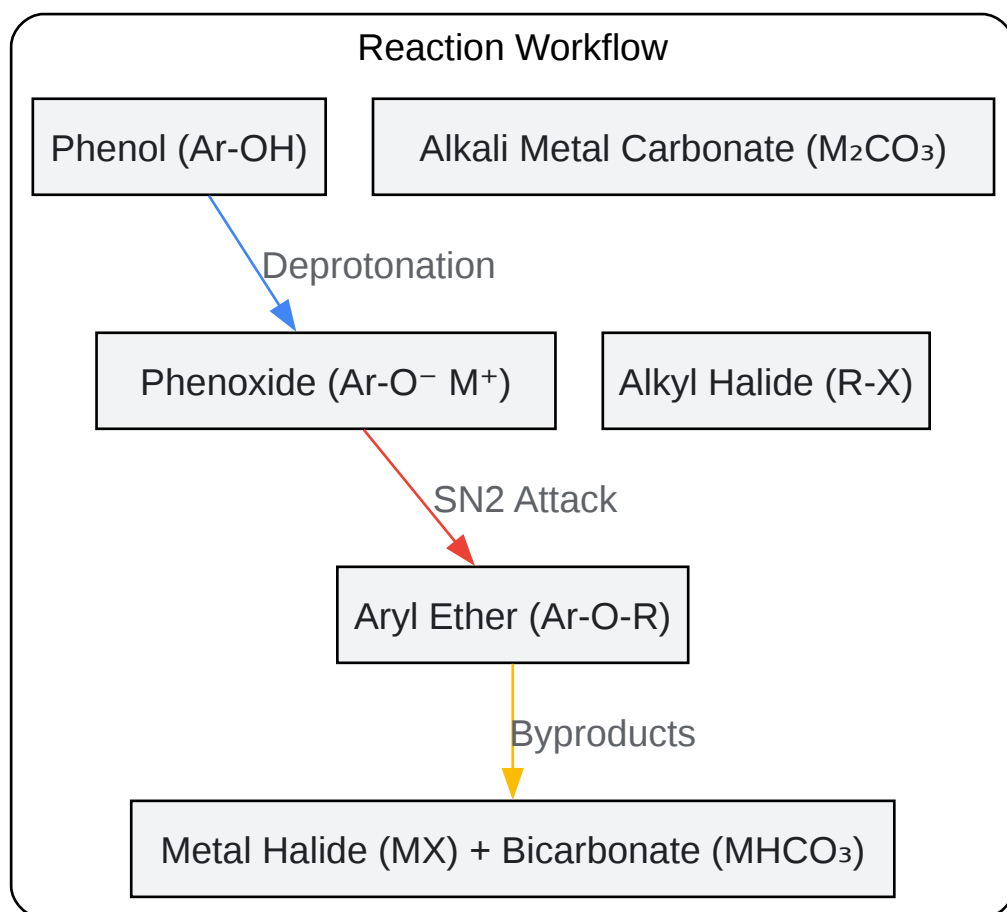 Reaction Workflow
Phenol (Ar-OH)
Alkali Metal Carbonate (M₂CO₃)
Deprotonation
Phenoxide (Ar-O⁻ M⁺)
Alkyl Halide (R-X)
SN2 Attack
Aryl Ether (Ar-O-R)
Byproducts
Metal Halide (MX) + Bicarbonate (MHCO₃)